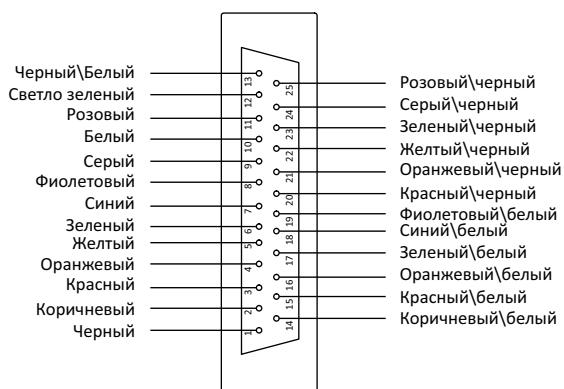 Черный\Белый
Светло зеленый
Розовый
Белый
Серый
Фиолетовый
Синий
Зеленый
Желтый
Оранжевый
Красный
Коричневый
Черный
13
12
11
10
9
8
7
6
5
4
3
2
1
25
24
23
22
21
20
19
18
17
16
15
14
Розовый\черный
Серый\черный
Зеленый\черный
Желтый\черный
Оранжевый\черный
Красный\черный
Фиолетовый\белый
Синий\белый
Зеленый\белый
Оранжевый\белый
Красный\белый
Коричневый\белый